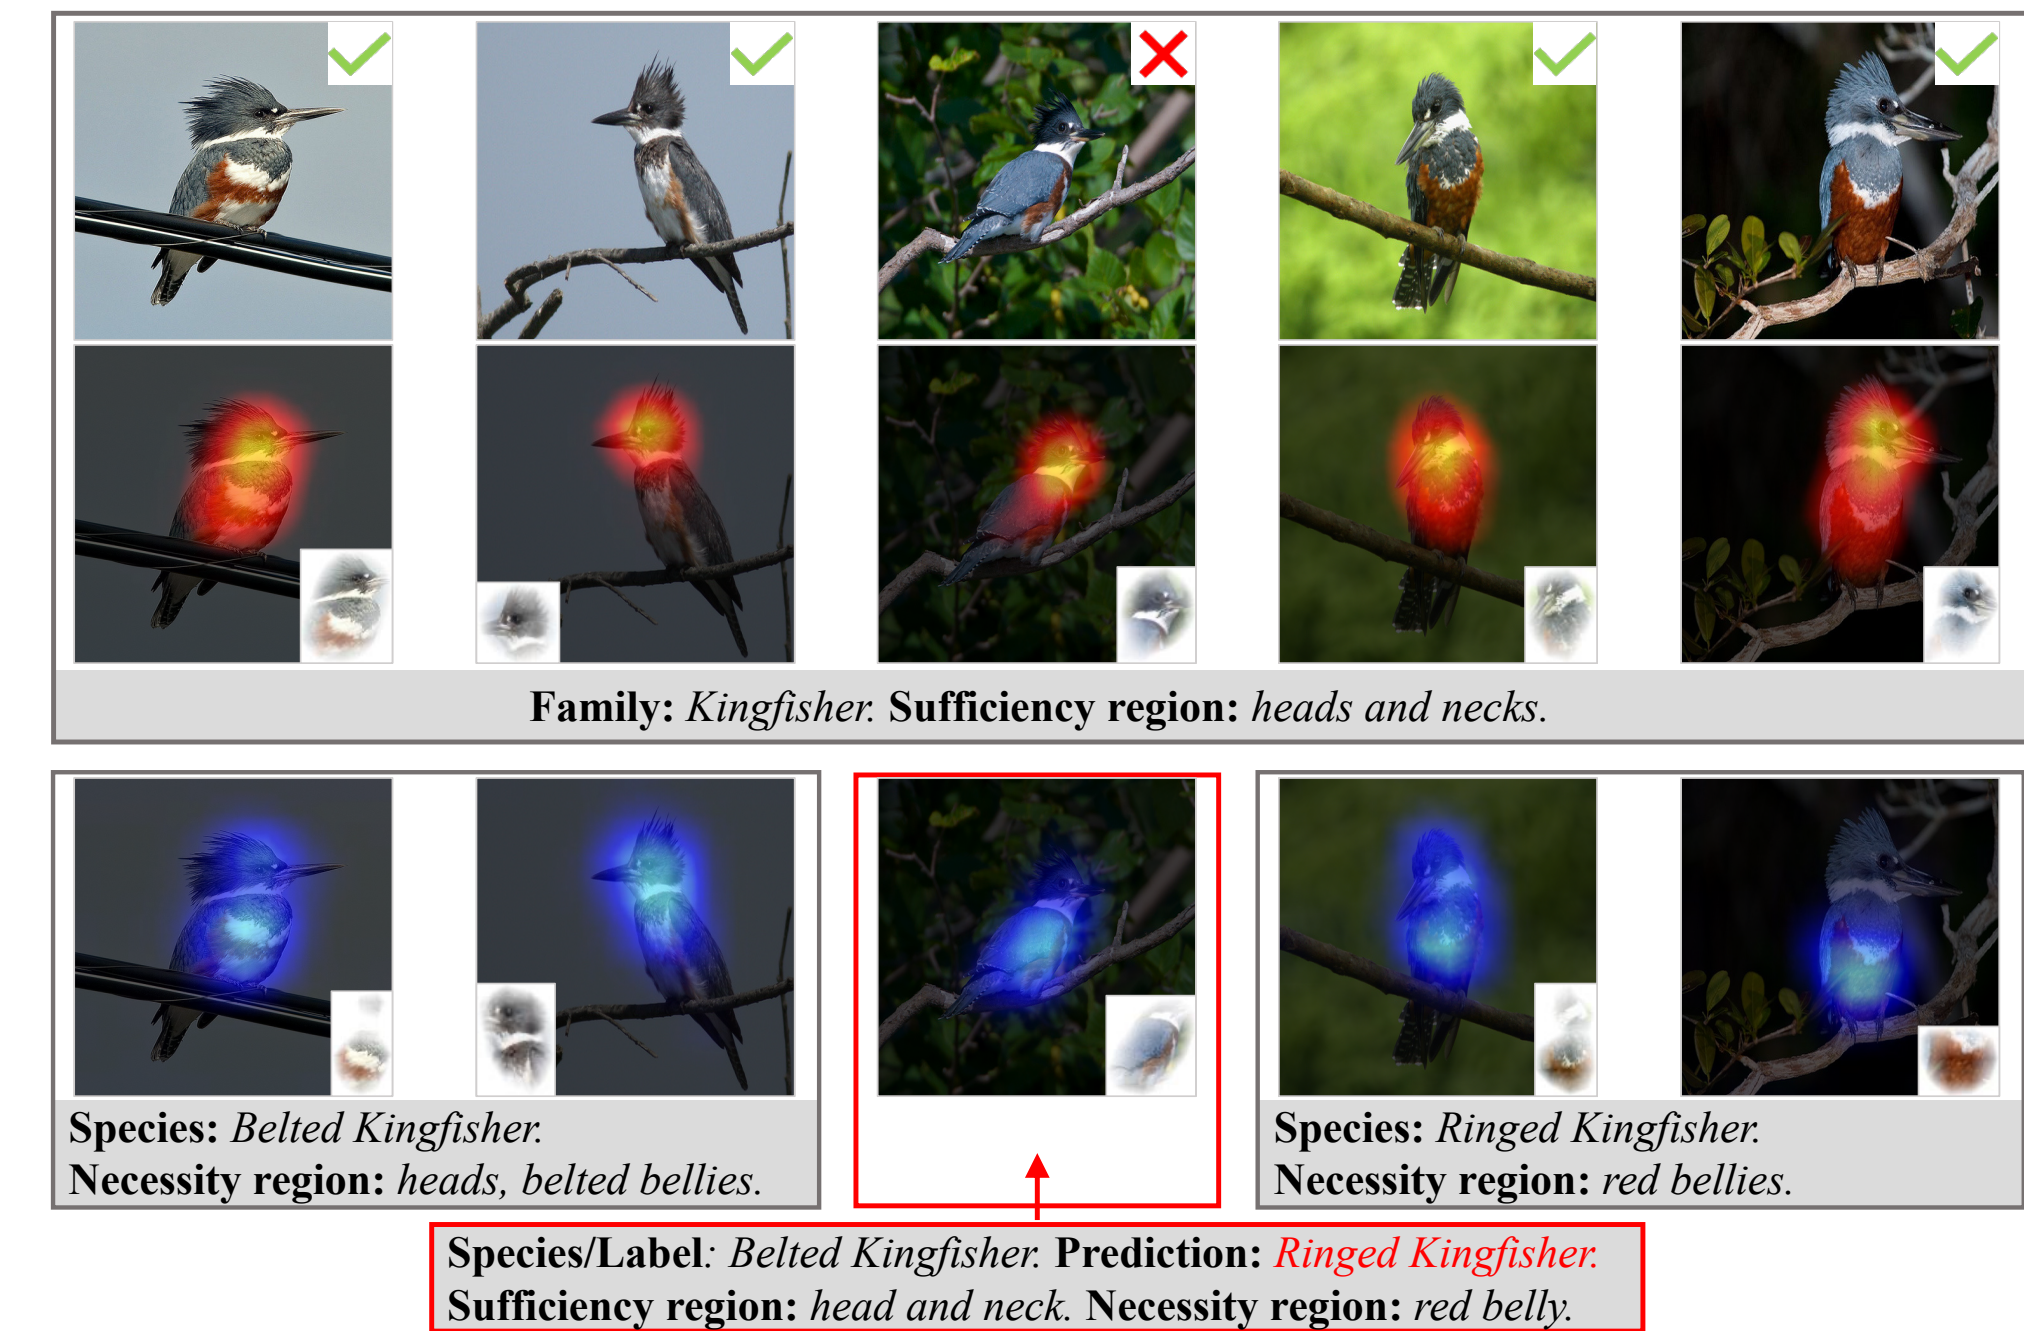 Family: Kingfisher. Sufficiency region: heads and necks.
Species: Belted Kingfisher.
Necessity region: heads, belted bellies.
Species: Ringed Kingfisher.
Necessity region: red bellies.
Species/Label: Belted Kingfisher. Prediction: Ringed Kingfisher.
Sufficiency region: head and neck. Necessity region: red belly.